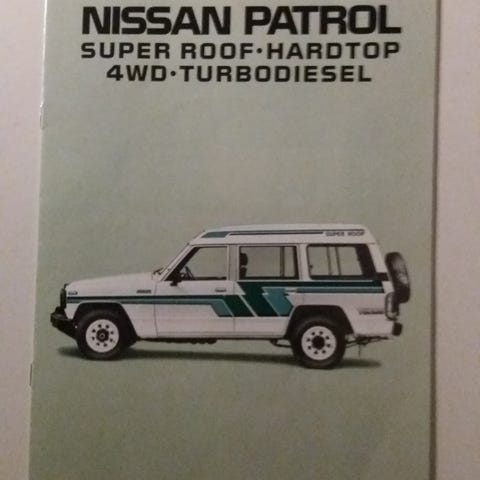 NISSAN PATROL
SUPER ROOF·HARDTOP
4WD·TURBODIESEL
SUPER ROOF